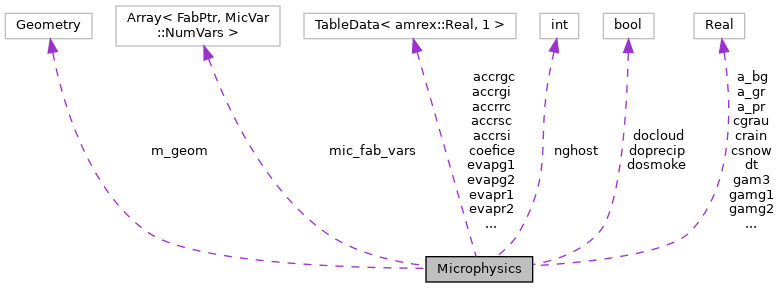 Geometry
Array< FabPtr, MicVar
::NumVars >
TableData< amrex::Real, 1 >
int
bool
Real
m_geom
mic_fab_vars
accrgc
accrgi
accrrc
accrsc
accrsi
coefice
evapg1
evapg2
evapr1
evapr2
...
nghost
docloud
doprecip
dosmoke
a_bg
a_gr
a_pr
cgrau
crain
csnow
dt
gam3
gamg1
gamg2
...
Microphysics